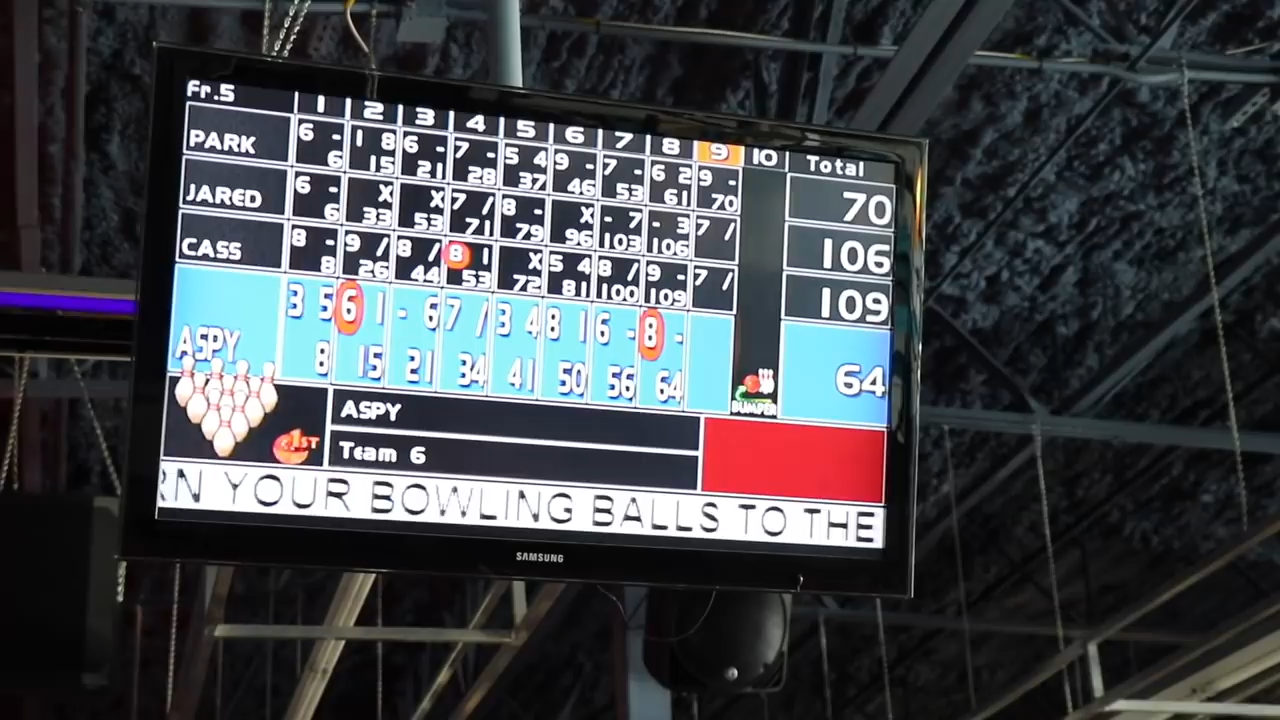 Fr.5 1 2 3 4 5 6 7 8 9 10 Total
PARK 6 - 1 8 6 - 7 - 5 4 9 - 7 - 6 2 9 - 70
6 15 21 28 37 46 53 61 70
JARED 6 - X X 7 / 8 - X - 7 - 3 7 / 106
6 33 53 71 79 96 103 106
CASS 8 - 9 / 8 / 8 1 X 5 4 8 / 9 - 7 / 109
8 26 44 53 72 81 100 109
3 5 6 1 - 6 7 / 3 4 8 1 6 - 8 -
ASPY 8 15 21 34 41 50 56 64 64
BUMPER
ASPY
1ST
Team 6
RN YOUR BOWLING BALLS TO THE
SAMSUNG